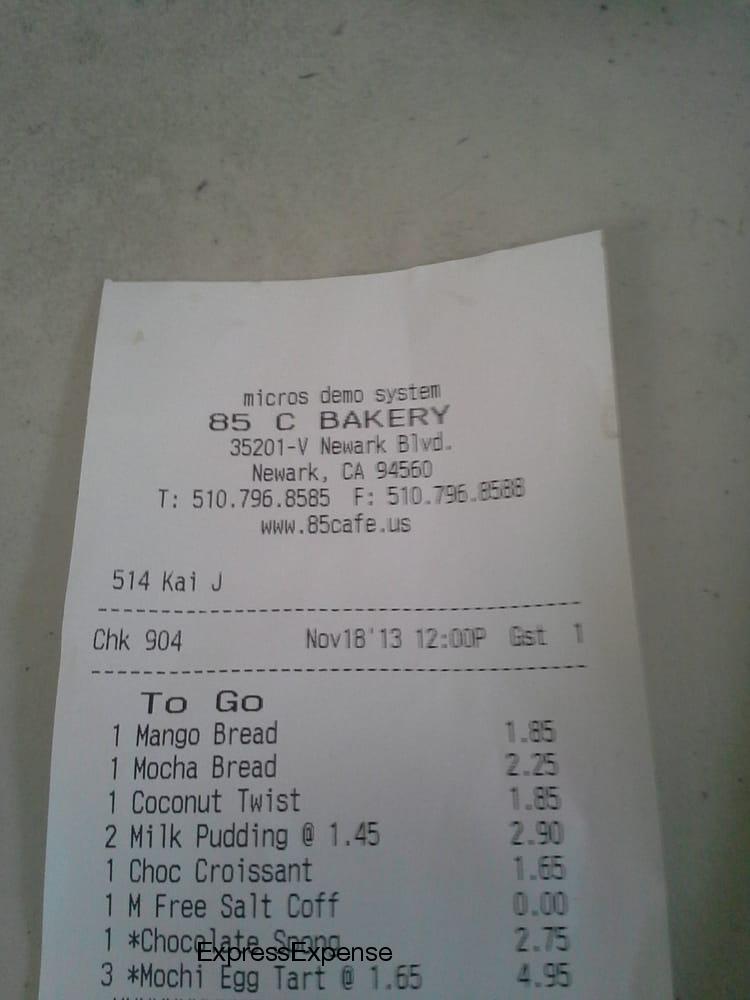 micros demo system
85 C BAKERY
35201-V Newark Blvd.
Newark, CA 94560
T: 510.796.8585 F: 510.796.8588
www.85cafe.us
514 Kai J
Chk 904 Nov18'13 12:00P Gst 1
To Go
1 Mango Bread 1.85
1 Mocha Bread 2.25
1 Coconut Twist 1.85
2 Milk Pudding @ 1.45 2.90
1 Choc Croissant 1.65
1 M Free Salt Coff 0.00
1 *Chocolate Spong 2.75
ExpressExpense
3 *Mochi Egg Tart @ 1.65 4.95